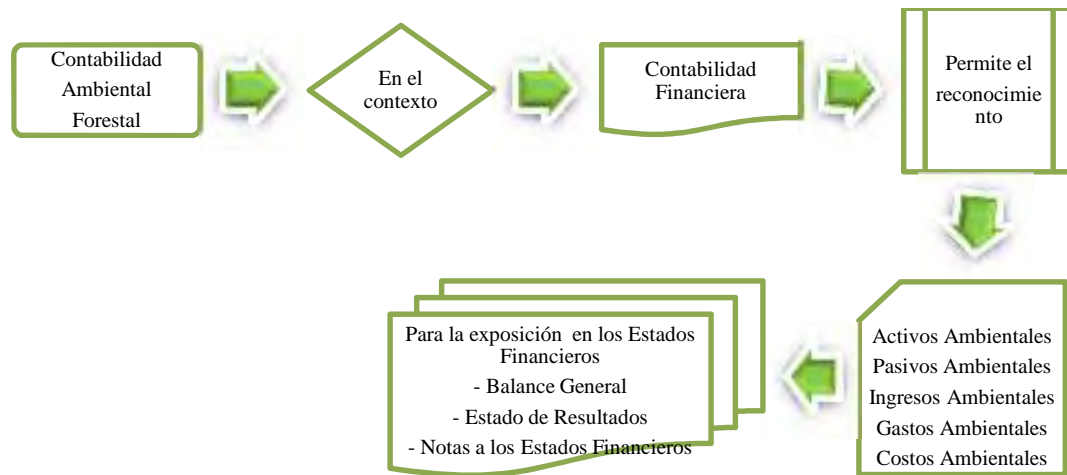 Contabilidad
Ambiental
Forestal
En el
contexto
Contabilidad
Financiera
Permite el
reconocimie
nto
Activos Ambientales
Pasivos Ambientales
Ingresos Ambientales
Gastos Ambientales
Costos Ambientales
Para la exposición en los Estados
Financieros
- Balance General
- Estado de Resultados
- Notas a los Estados Financieros